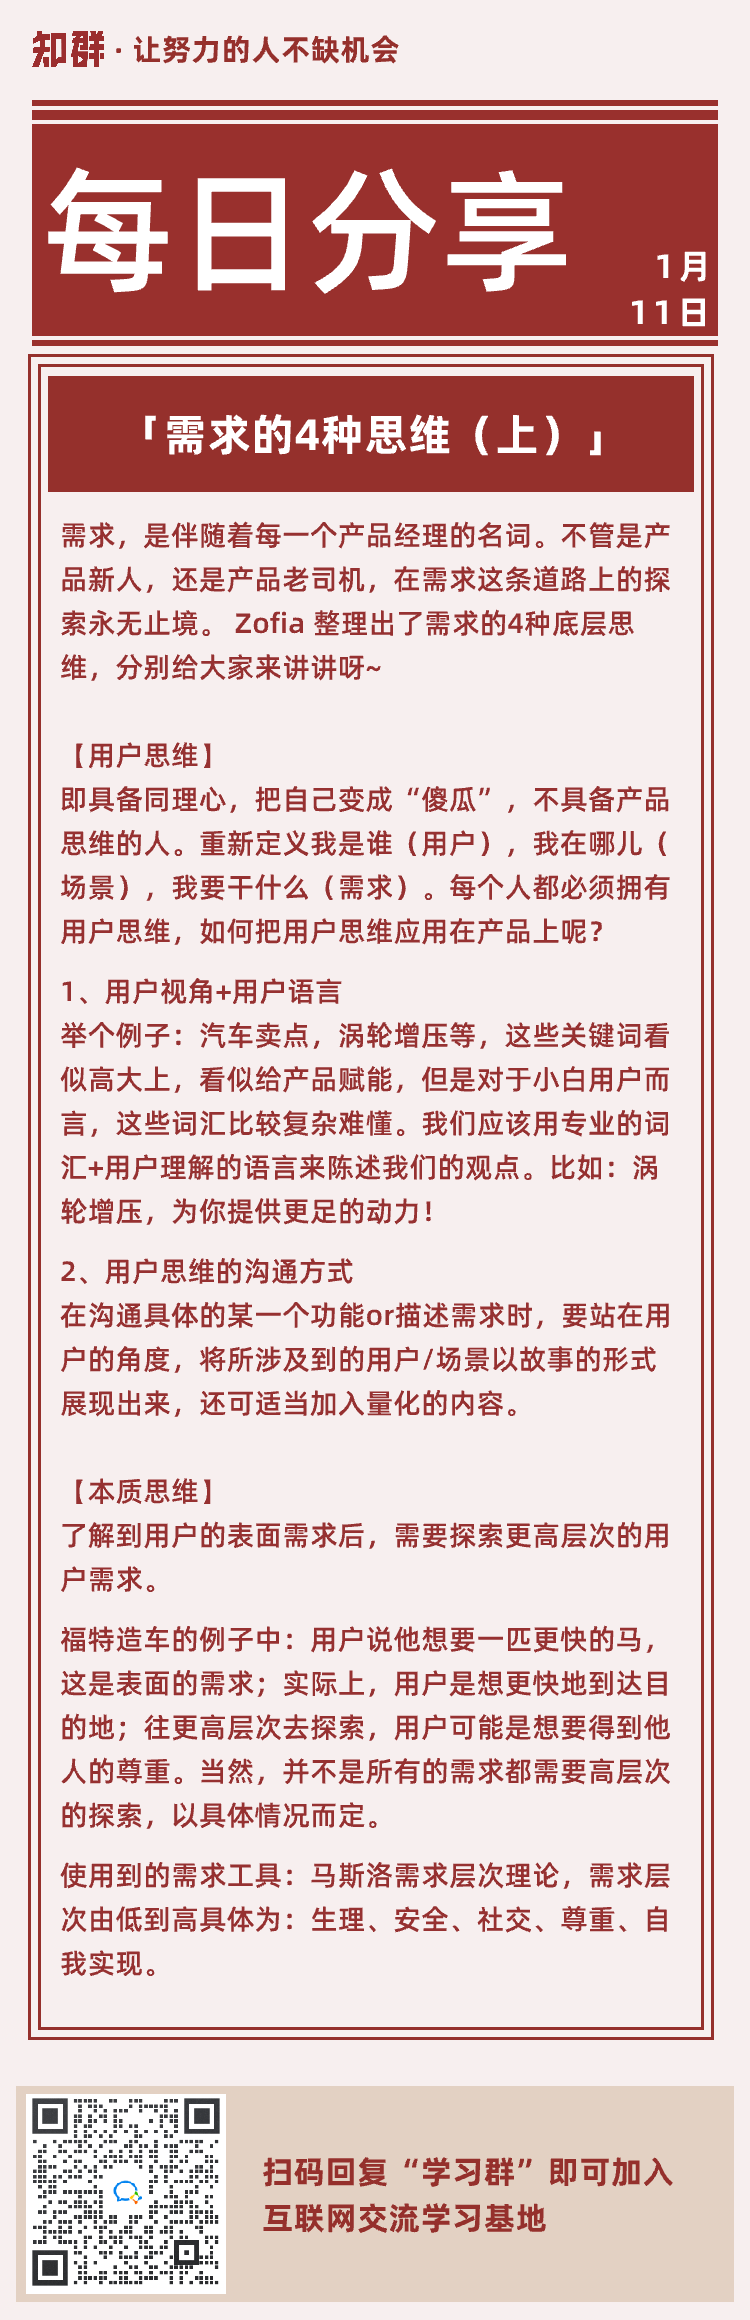 知群 · 让努力的人不缺机会
每日分享
1月
11日
「需求的4种思维（上）」
需求，是伴随着每一个产品经理的名词。不管是产
品新人，还是产品老司机，在需求这条道路上的探
索永无止境。 Zofia 整理出了需求的4种底层思
维，分别给大家来讲讲呀~
【用户思维】
即具备同理心，把自己变成“傻瓜”，不具备产品
思维的人。重新定义我是谁（用户），我在哪儿（
场景），我要干什么（需求）。每个人都必须拥有
用户思维，如何把用户思维应用在产品上呢？
1、用户视角+用户语言
举个例子：汽车卖点，涡轮增压等，这些关键词看
似高大上，看似给产品赋能，但是对于小白用户而
言，这些词汇比较复杂难懂。我们应该用专业的词
汇+用户理解的语言来陈述我们的观点。比如：涡
轮增压，为你提供更足的动力！
2、用户思维的沟通方式
在沟通具体的某一个功能or描述需求时，要站在用
户的角度，将所涉及到的用户/场景以故事的形式
展现出来，还可适当加入量化的内容。
【本质思维】
了解到用户的表面需求后，需要探索更高层次的用
户需求。
福特造车的例子中：用户说他想要一匹更快的马，
这是表面的需求；实际上，用户是想更快地到达目
的地；往更高层次去探索，用户可能是想要得到他
人的尊重。当然，并不是所有的需求都需要高层次
的探索，以具体情况而定。
使用到的需求工具：马斯洛需求层次理论，需求层
次由低到高具体为：生理、安全、社交、尊重、自
我实现。
扫码回复“学习群”即可加入
互联网交流学习基地